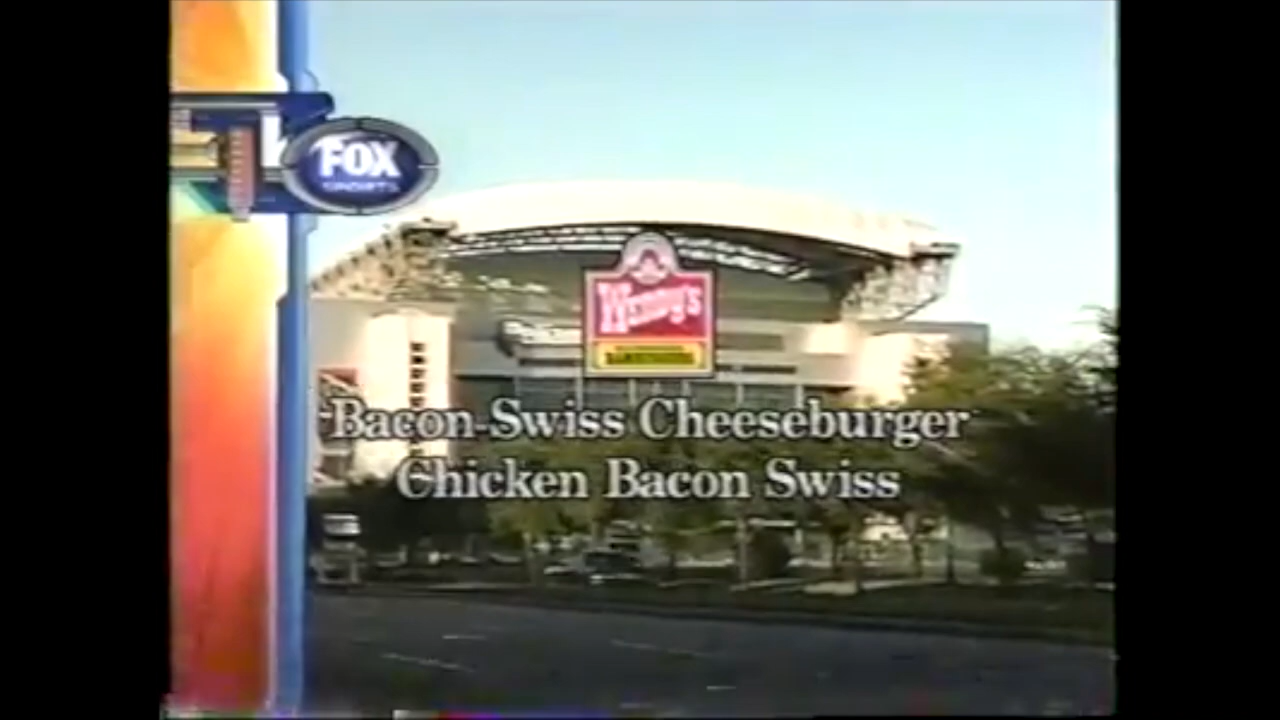 FOX
SPORTS
Wendy's
Bacon-Swiss Cheeseburger
Chicken Bacon Swiss